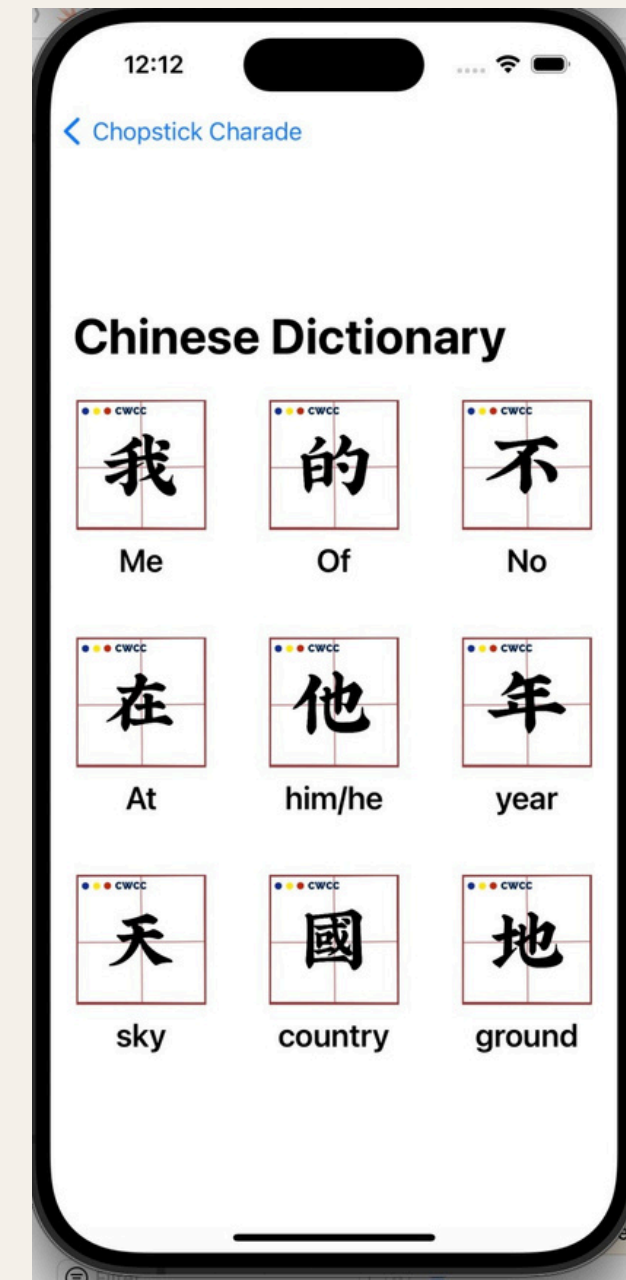 12:12
Chopstick Charade
Chinese Dictionary
CWCC CWCC CWCC
我 的 不
Me Of No
CWCC CWCC CWCC
在 他 年
At him/he year
CWCC CWCC CWCC
天 國 地
sky country ground